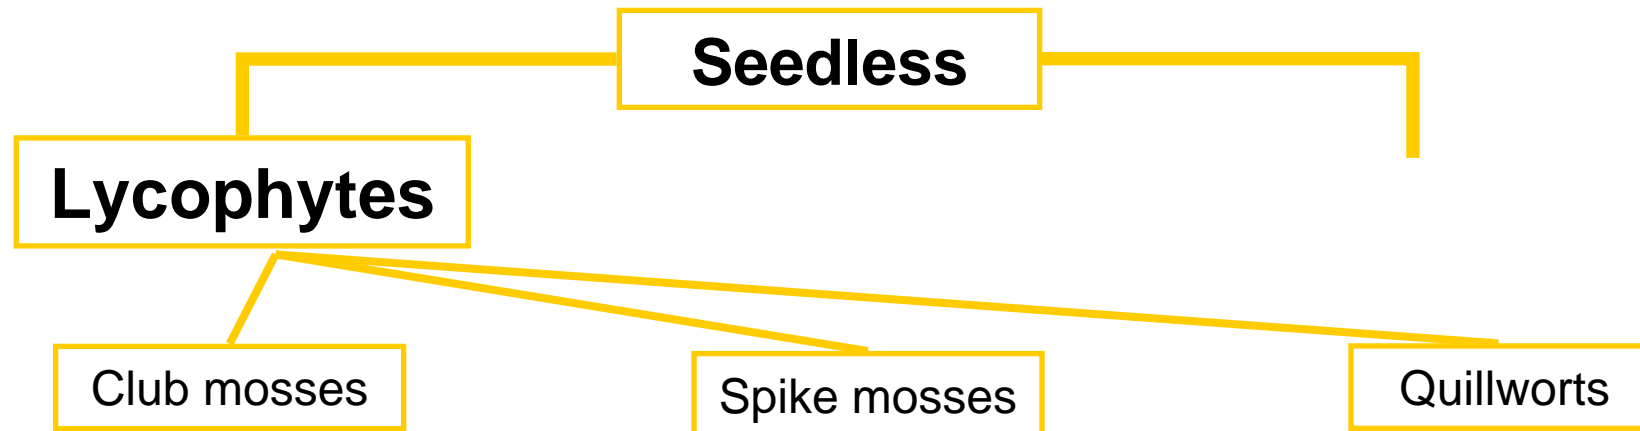 Seedless
Lycophytes
Club mosses
Spike mosses
Quillworts